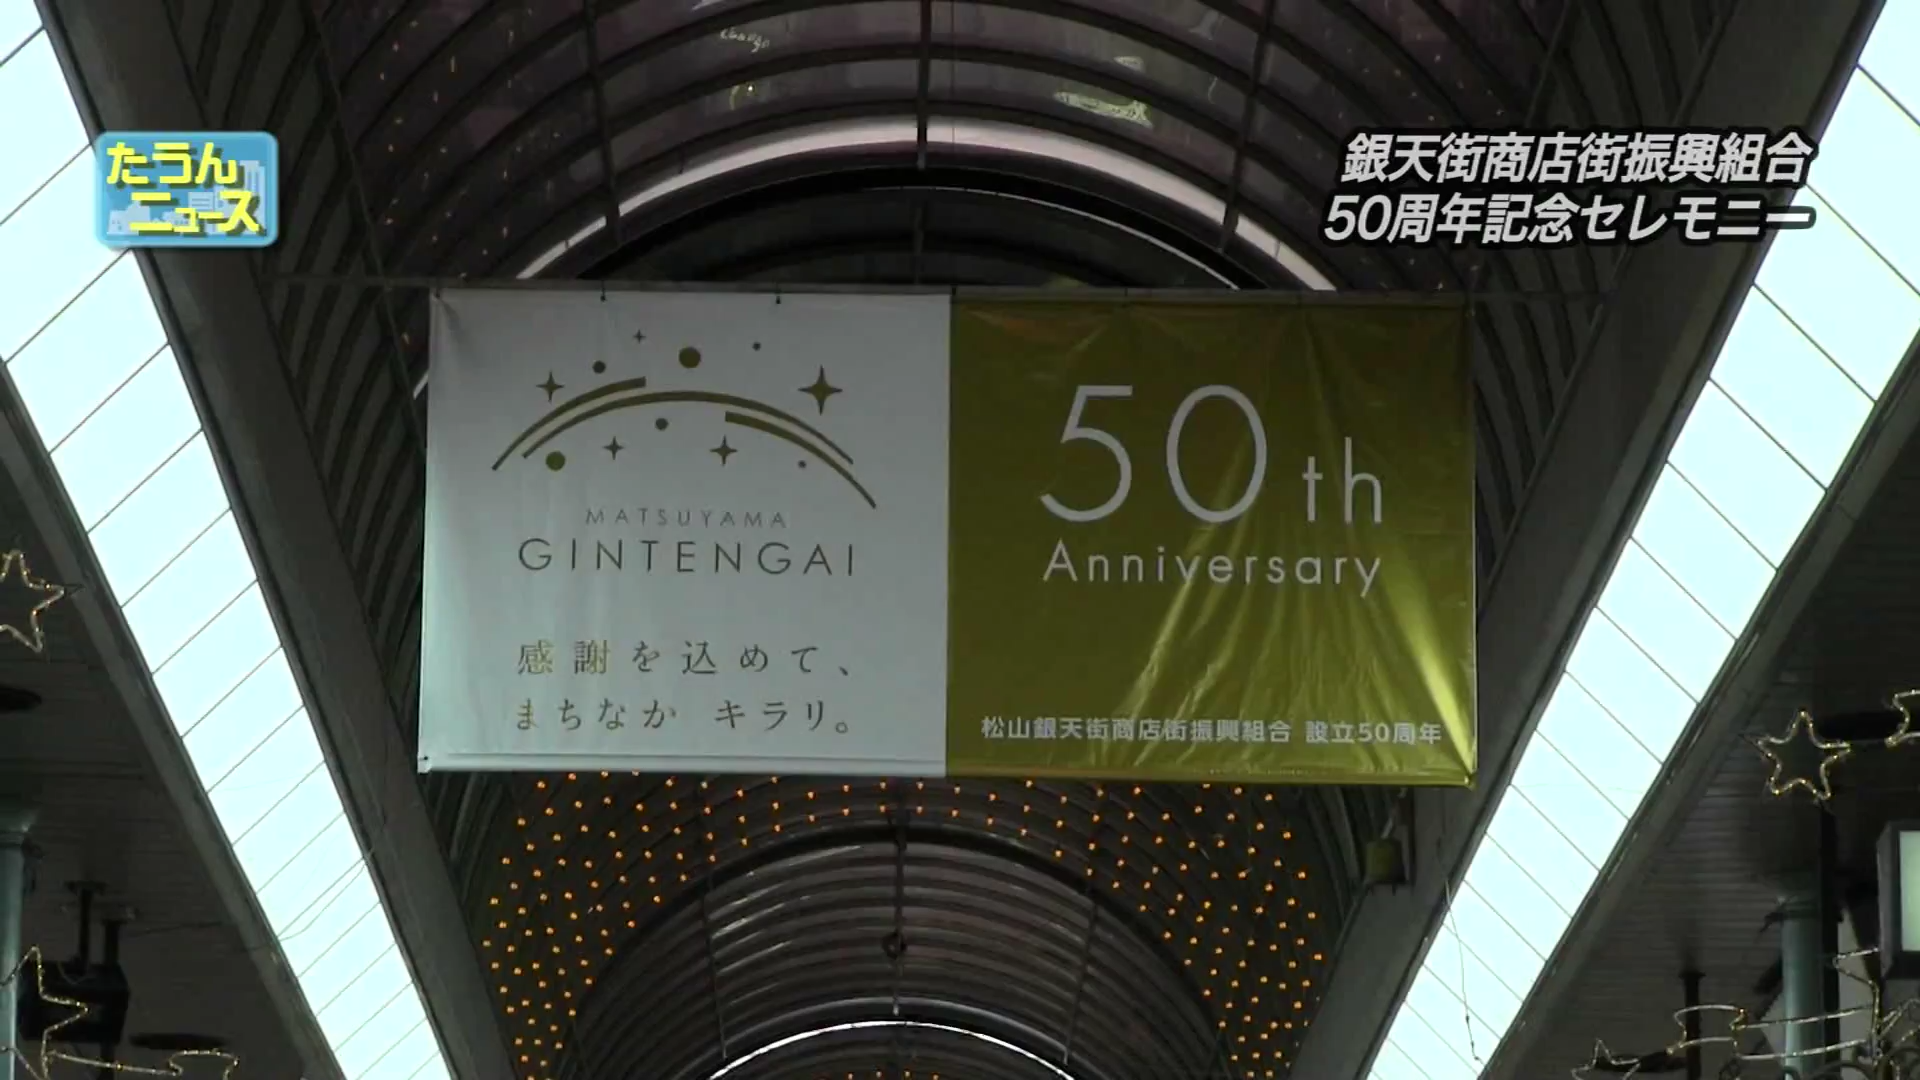 たうん
ニュース
銀天街商店街振興組合
50周年記念セレモニー
MATSUYAMA
GINTENGAI
感謝を込めて、
まちなか キラリ。
50th
Anniversary
松山銀天街商店街振興組合 設立50周年